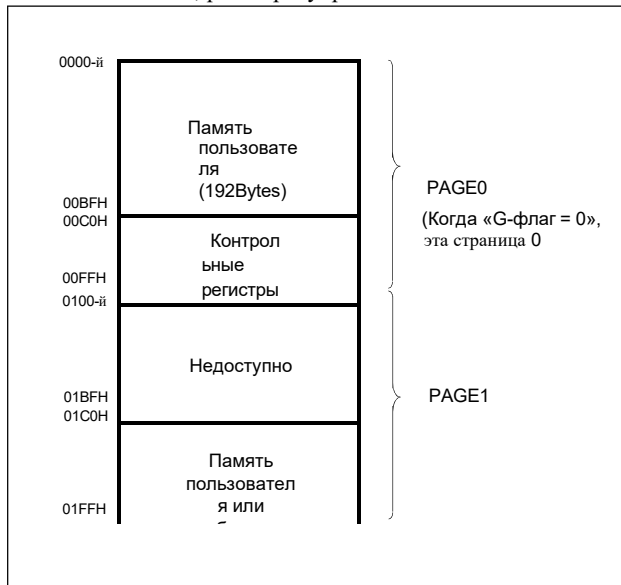 0000-й
Память
пользовате
ля
(192Bytes)
00BFH
00C0H
PAGE0
(Когда «G-флаг = 0»,
эта страница 0
Контрол
ьные
регистры
00FFH
0100-й
Недоступно
01BFH
01C0H
PAGE1
Память
пользовател
я или
01FFH